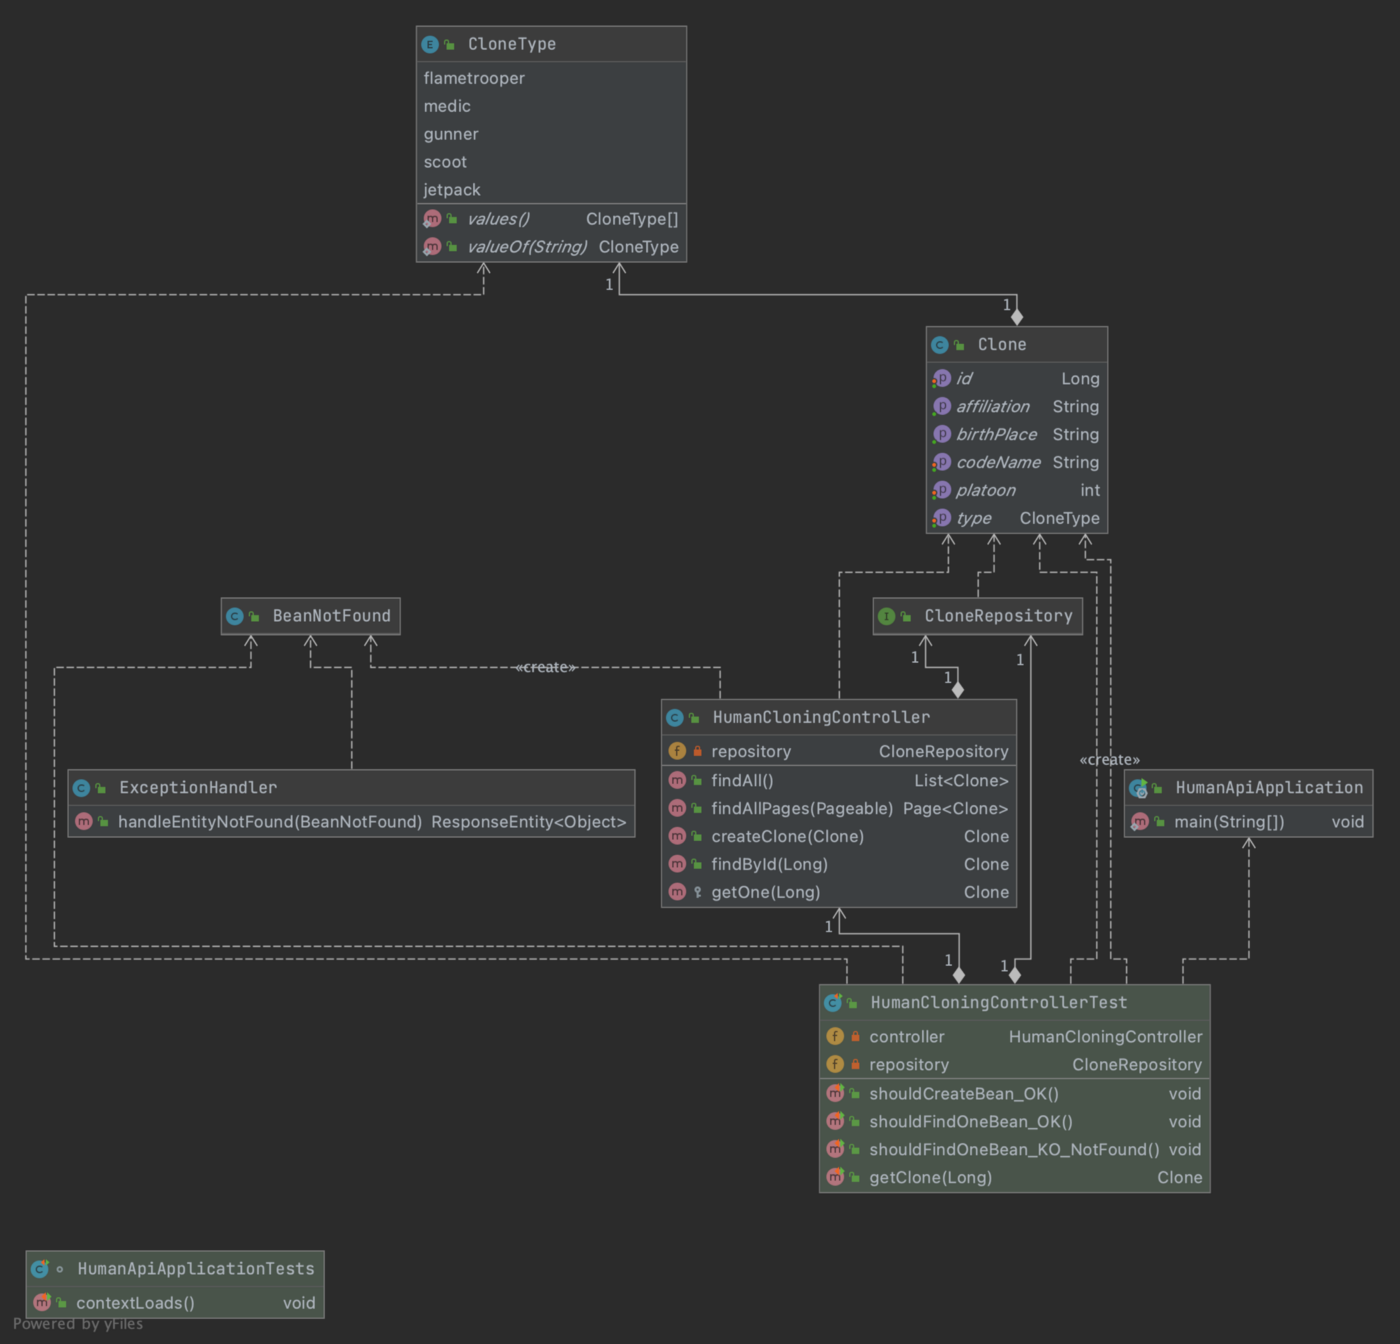 CloneType
flametrooper
medic
gunner
scoot
jetpack
values() CloneType[]
valueOf(String) CloneType
1
1
Clone
id Long
affiliation String
birthPlace String
codeName String
platoon int
type CloneType
BeanNotFound
CloneRepository
«create»
1
1
1
HumanCloningController
repository CloneRepository
findAll() List<Clone>
findAllPages(Pageable) Page<Clone>
createClone(Clone) Clone
findById(Long) Clone
getOne(Long) Clone
«create»
ExceptionHandler
handleEntityNotFound(BeanNotFound) ResponseEntity<Object>
HumanApiApplication
main(String[]) void
1
1
1
HumanCloningControllerTest
controller HumanCloningController
repository CloneRepository
shouldCreateBean_OK() void
shouldFindOneBean_OK() void
shouldFindOneBean_KO_NotFound() void
getClone(Long) Clone
HumanApiApplicationTests
contextLoads() void
Powered by yFiles